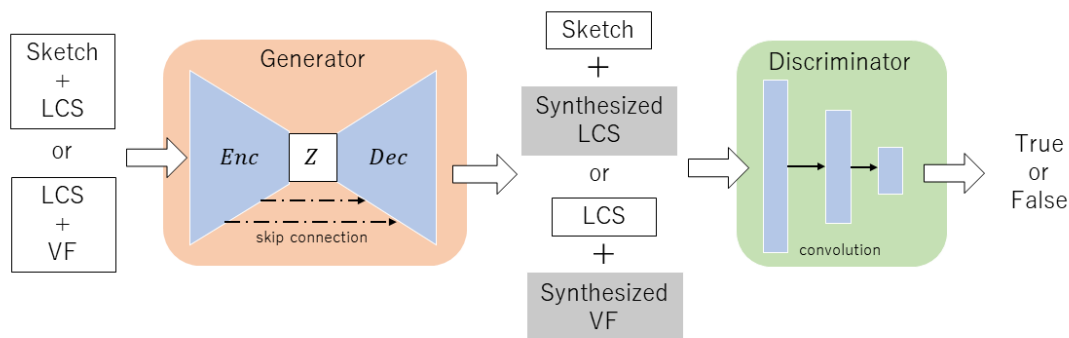 Sketch
+
LCS
or
LCS
+
VF
Generator
Enc
Z
Dec
skip connection
Sketch
+
Synthesized
LCS
or
LCS
+
Synthesized
VF
Discriminator
convolution
True
or
False